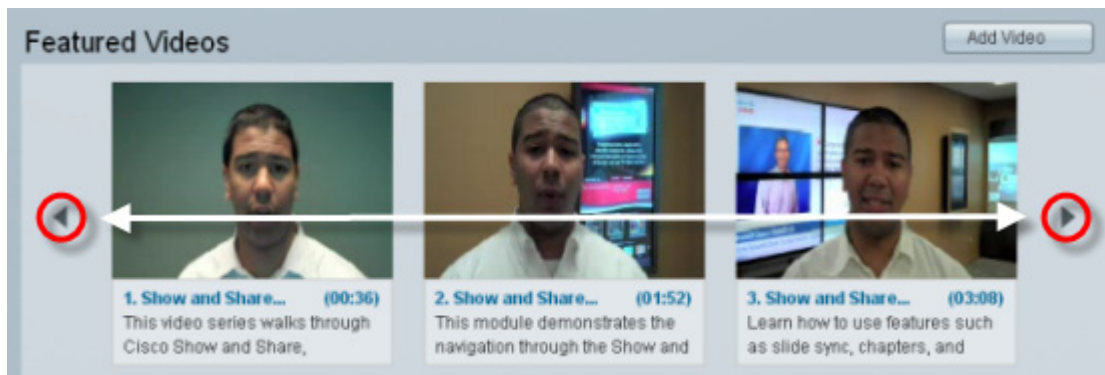 Featured Videos
Add Video
1. Show and Share... (00:36)
This video series walks through
Cisco Show and Share,
2. Show and Share... (01:52)
This module demonstrates the
navigation through the Show and
3. Show and Share... (03:08)
Learn how to use features such
as slide sync, chapters, and